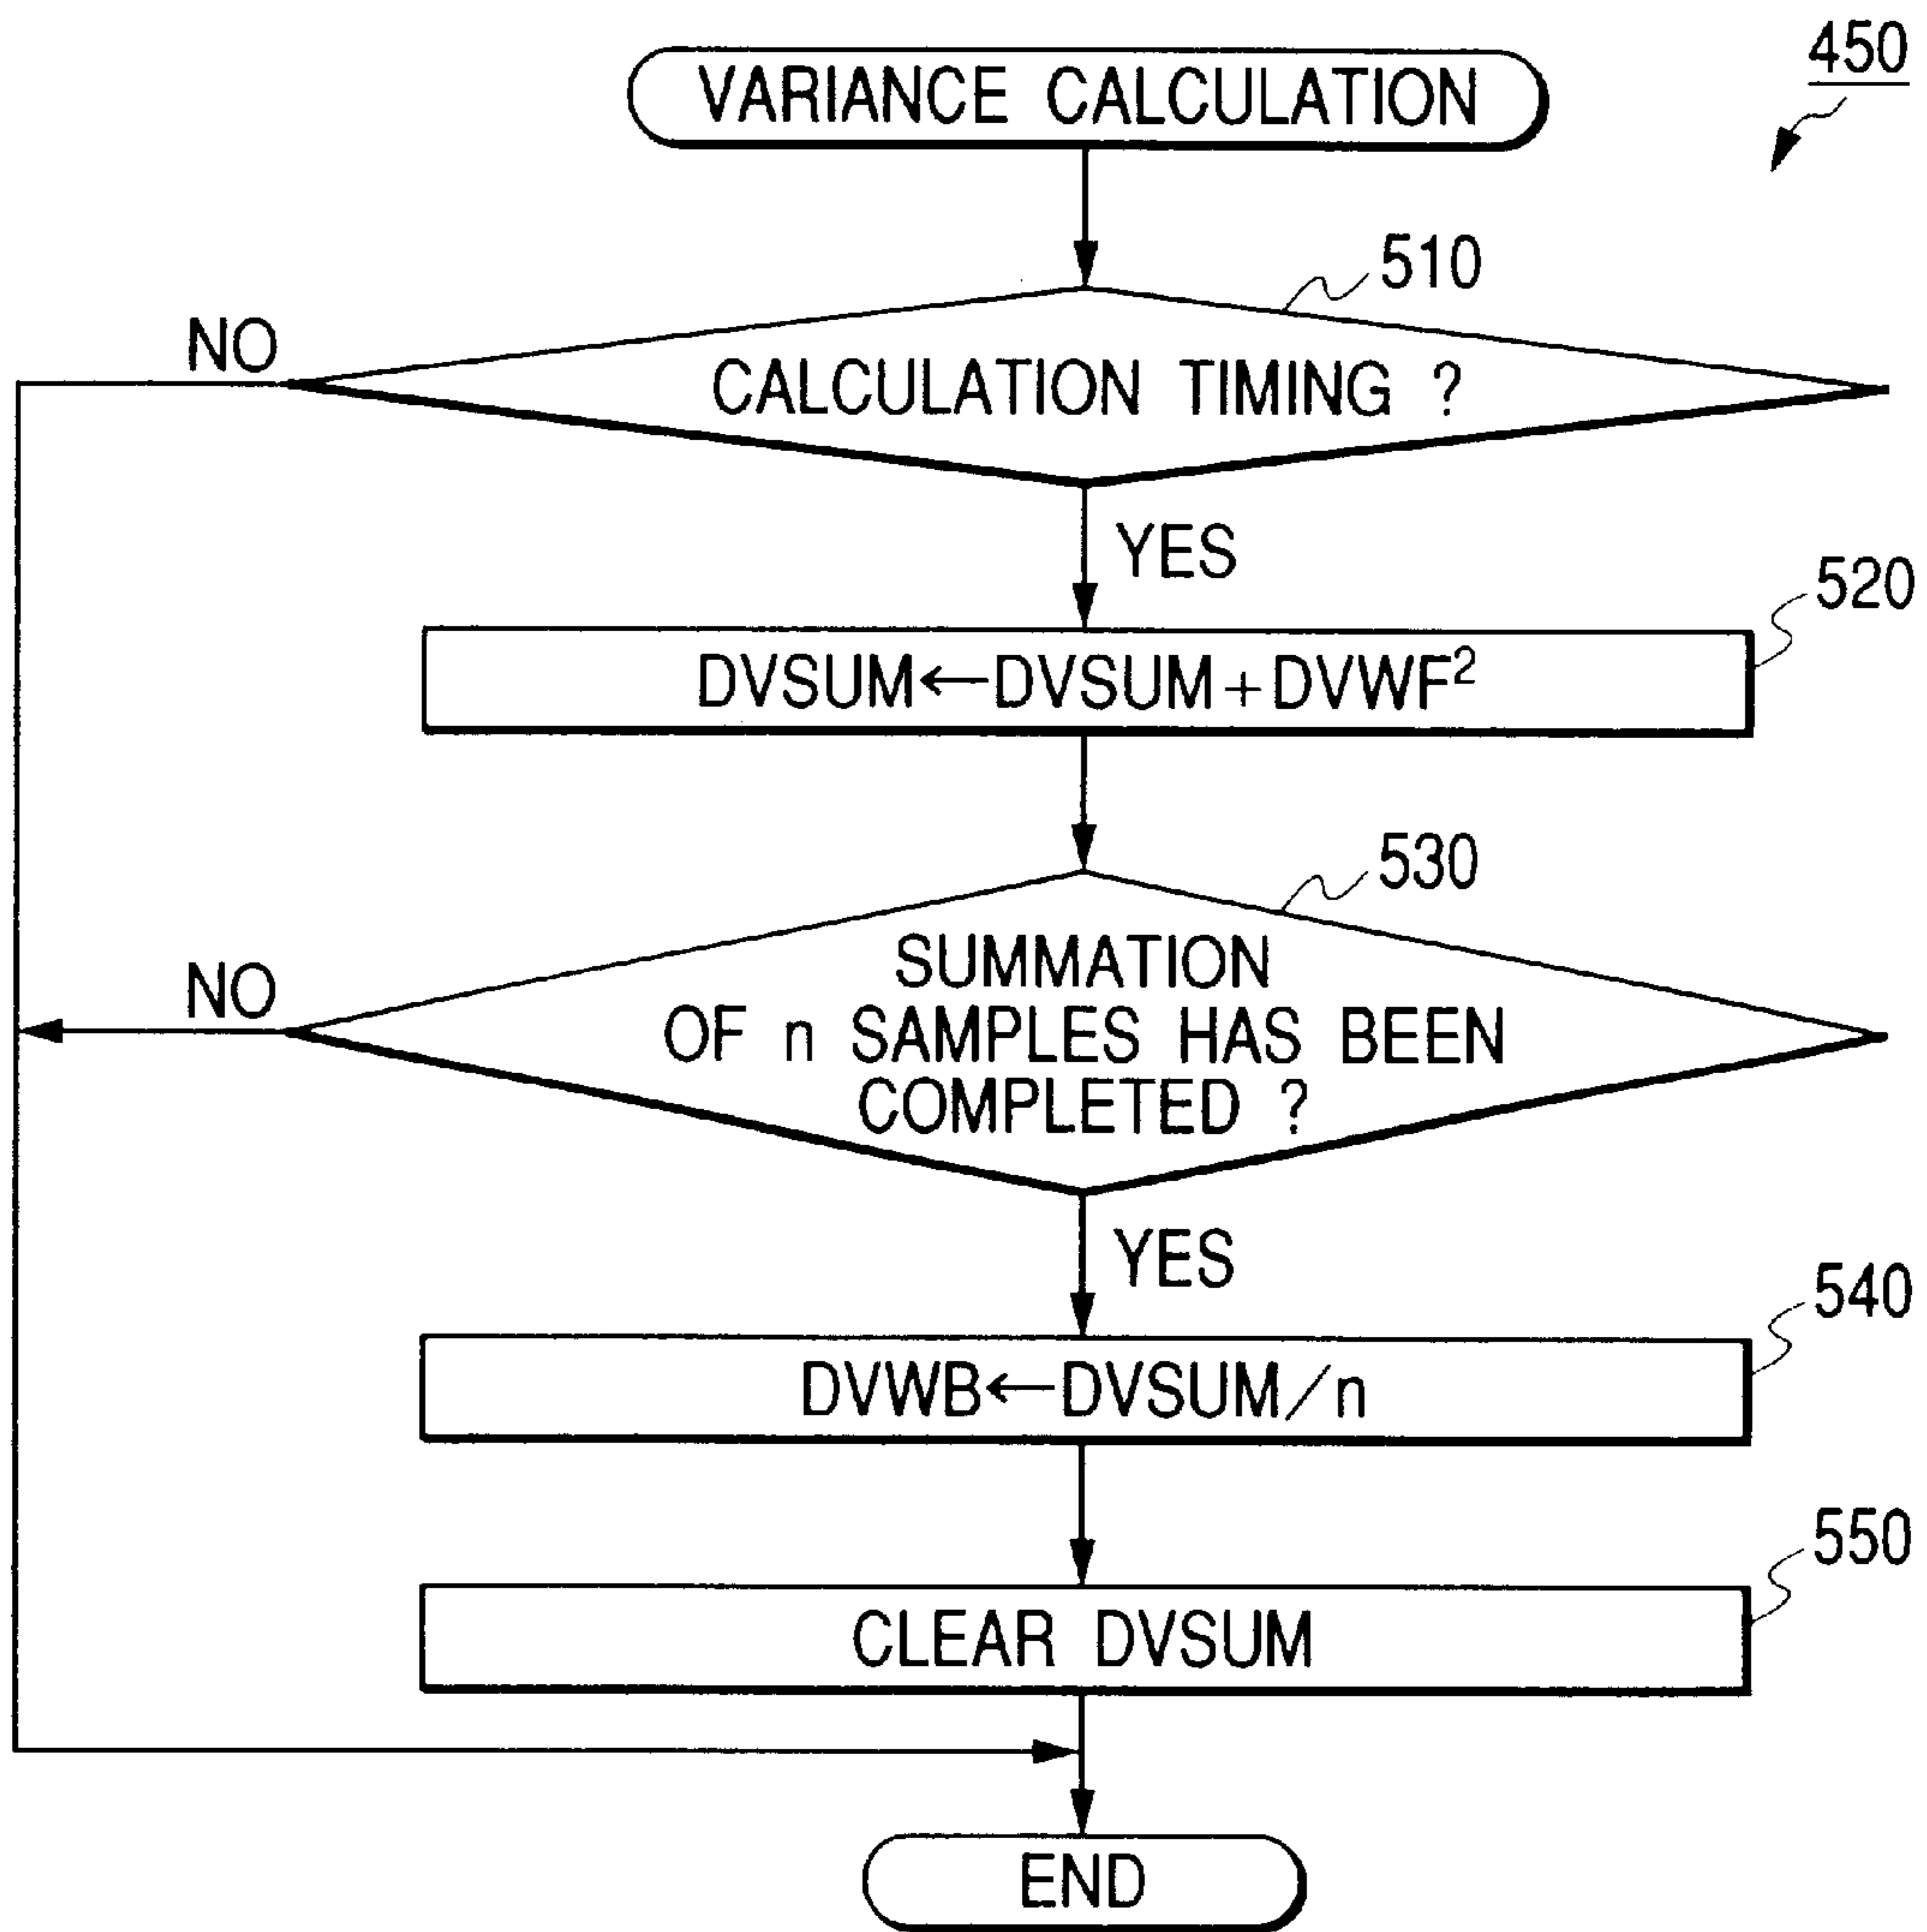 450
VARIANCE CALCULATION
510
NO
CALCULATION TIMING ?
YES
520
DVSUM←DVSUM+DVWF²
530
NO
SUMMATION
OF n SAMPLES HAS BEEN
COMPLETED ?
YES
540
DVWB←DVSUM/n
550
CLEAR DVSUM
END